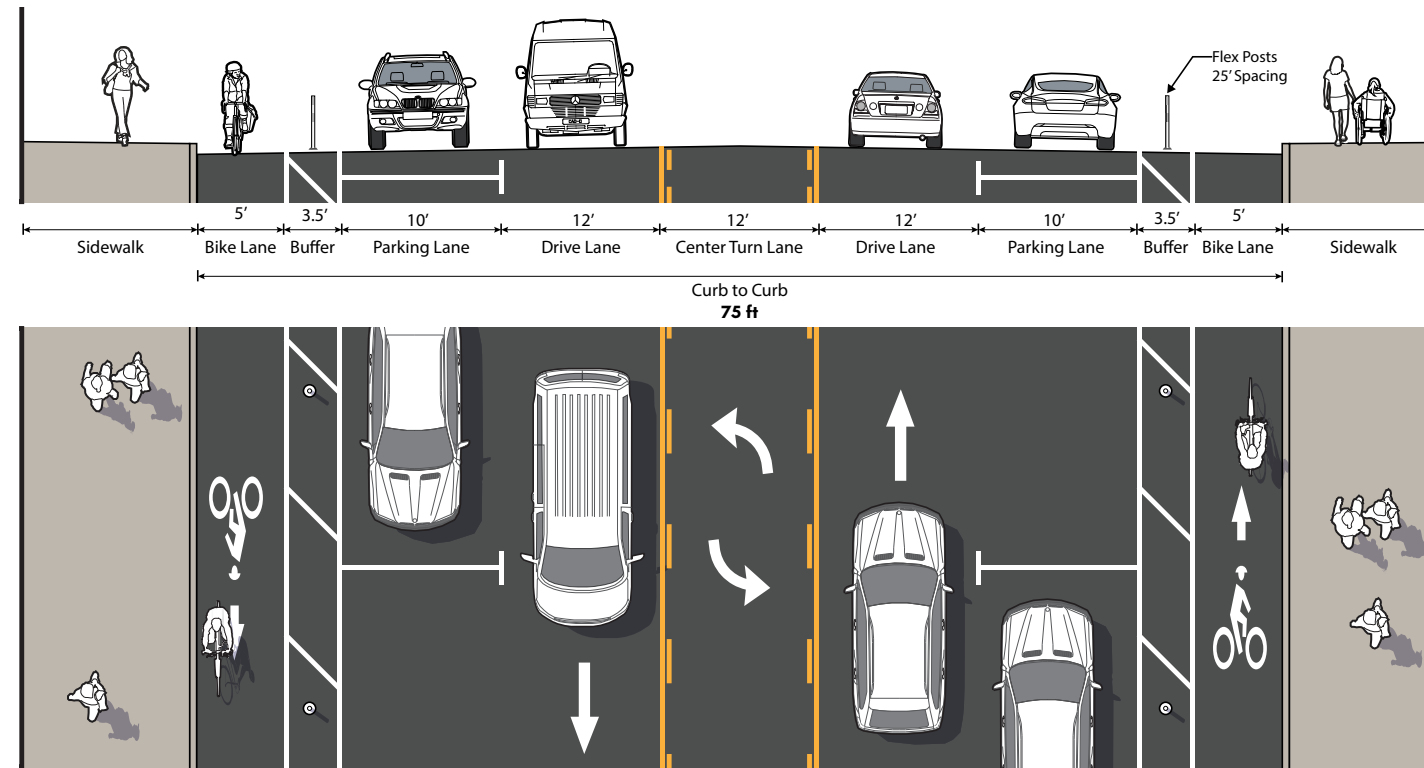 Flex Posts
25' Spacing
5’ 3.5’ 10’ 12’ 12’ 12’ 10’ 3.5’ 5’
Sidewalk Bike Lane Buffer Parking Lane Drive Lane Center Turn Lane Drive Lane Parking Lane Buffer Bike Lane Sidewalk
Curb to Curb
75 ft